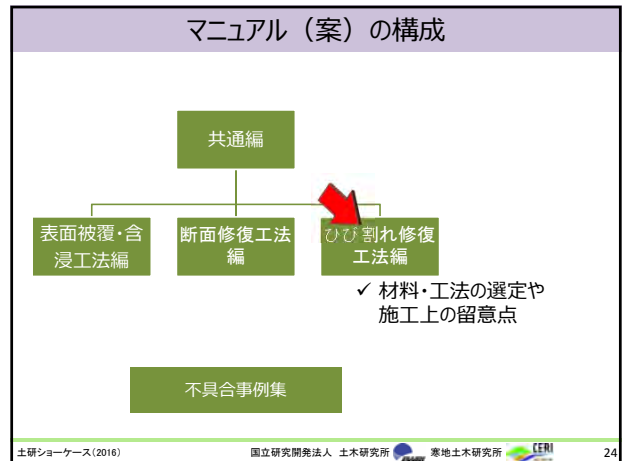 マニュアル（案）の構成
共通編
表面被覆・含
浸工法編
断面修復工法
編
ひび割れ修復
工法編
✓ 材料・工法の選定や
施工上の留意点
不具合事例集
土研ショーケース(2016)
国立研究開発法人 土木研究所
寒地土木研究所
CERI
24